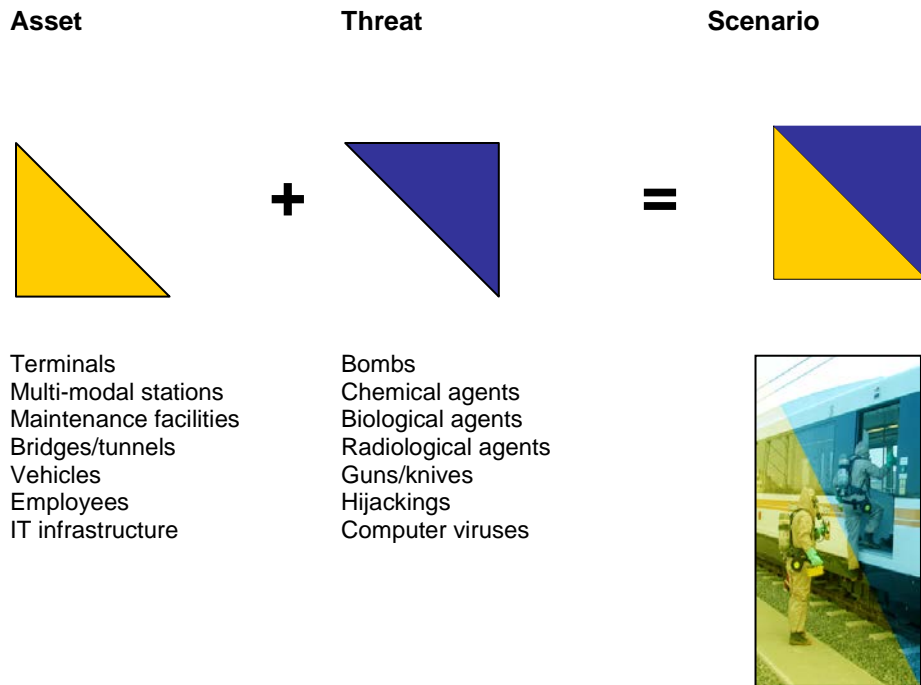 Asset
Threat
Scenario
+
=
Terminals
Multi-modal stations
Maintenance facilities
Bridges/tunnels
Vehicles
Employees
IT infrastructure
Bombs
Chemical agents
Biological agents
Radiological agents
Guns/knives
Hijackings
Computer viruses